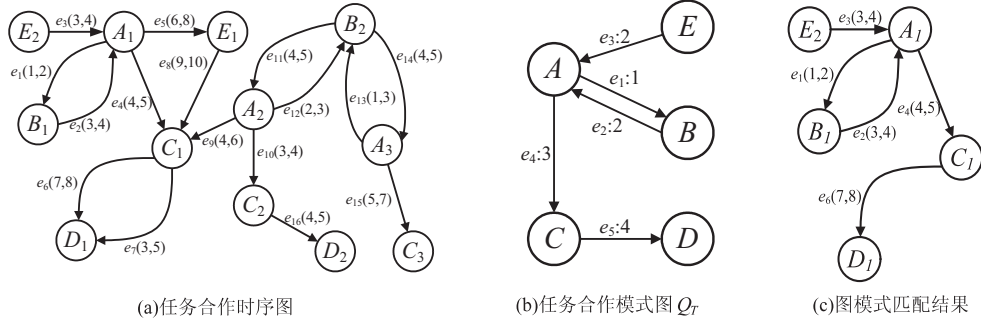 E₂ e₃(3,4) A₁ e₅(6,8) E₁
e₁(1,2) e₂(3,4) e₄(4,5) e₈(9,10)
B₁ C₁
e₆(7,8) e₇(3,5)
D₁
B₂
e₁₁(4,5) e₁₂(2,3) e₁₃(1,3) e₁₄(4,5)
A₂ A₃
e₉(4,6) e₁₀(3,4) e₁₅(5,7)
C₂ e₁₆(4,5) D₂ C₃
(a)任务合作时序图
E
e₃:2
A
e₁:1
e₂:2
B
e₄:3
C e₅:4 D
(b)任务合作模式图 Q_T
E₂ e₃(3,4) A₁
e₁(1,2) e₂(3,4) e₄(4,5)
B₁ C₁
e₆(7,8)
D₁
(c)图模式匹配结果